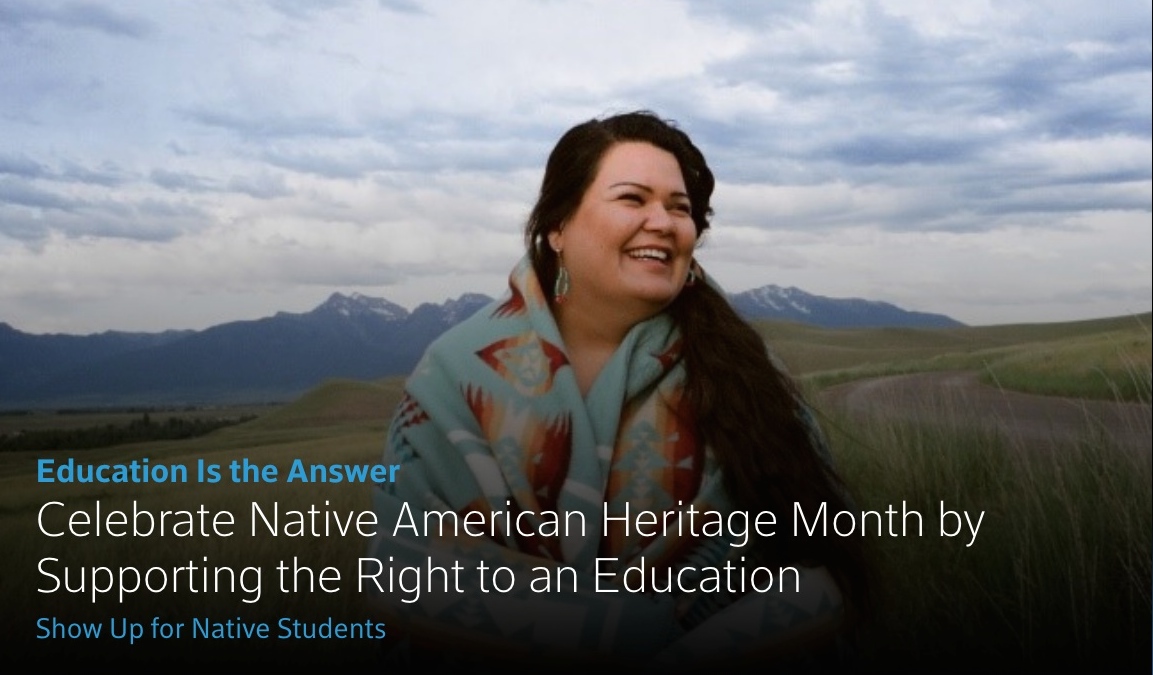 Education Is the Answer
Celebrate Native American Heritage Month by
Supporting the Right to an Education
Show Up for Native Students